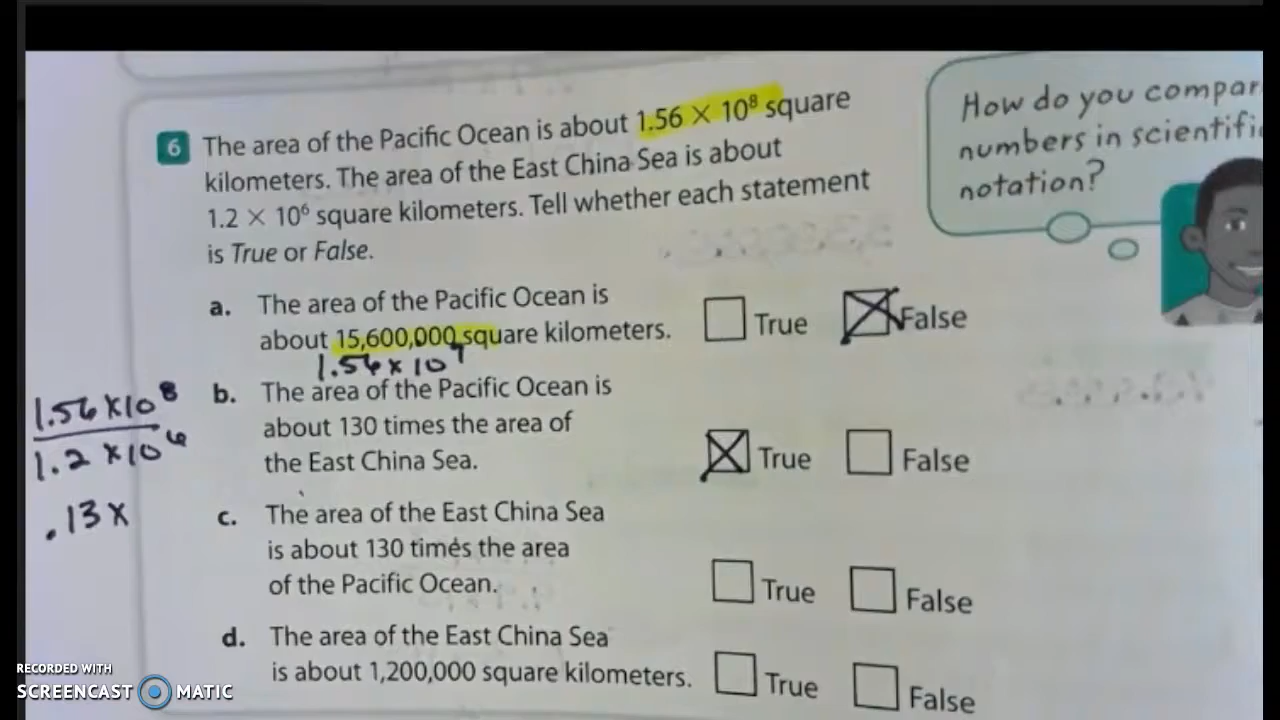 6 The area of the Pacific Ocean is about 1.56 × 10⁸ square
kilometers. The area of the East China Sea is about
1.2 × 10⁶ square kilometers. Tell whether each statement
is True or False.
How do you compar
numbers in scientifi
notation?
a. The area of the Pacific Ocean is
about 15,600,000 square kilometers.
True False
1.56 x 10⁷
b. The area of the Pacific Ocean is
about 130 times the area of
the East China Sea.
True False
1.56 x10⁸
1.2 x10⁶
.13 x
c. The area of the East China Sea
is about 130 times the area
of the Pacific Ocean.
True False
d. The area of the East China Sea
is about 1,200,000 square kilometers.
True False
RECORDED WITH
SCREENCAST MATIC